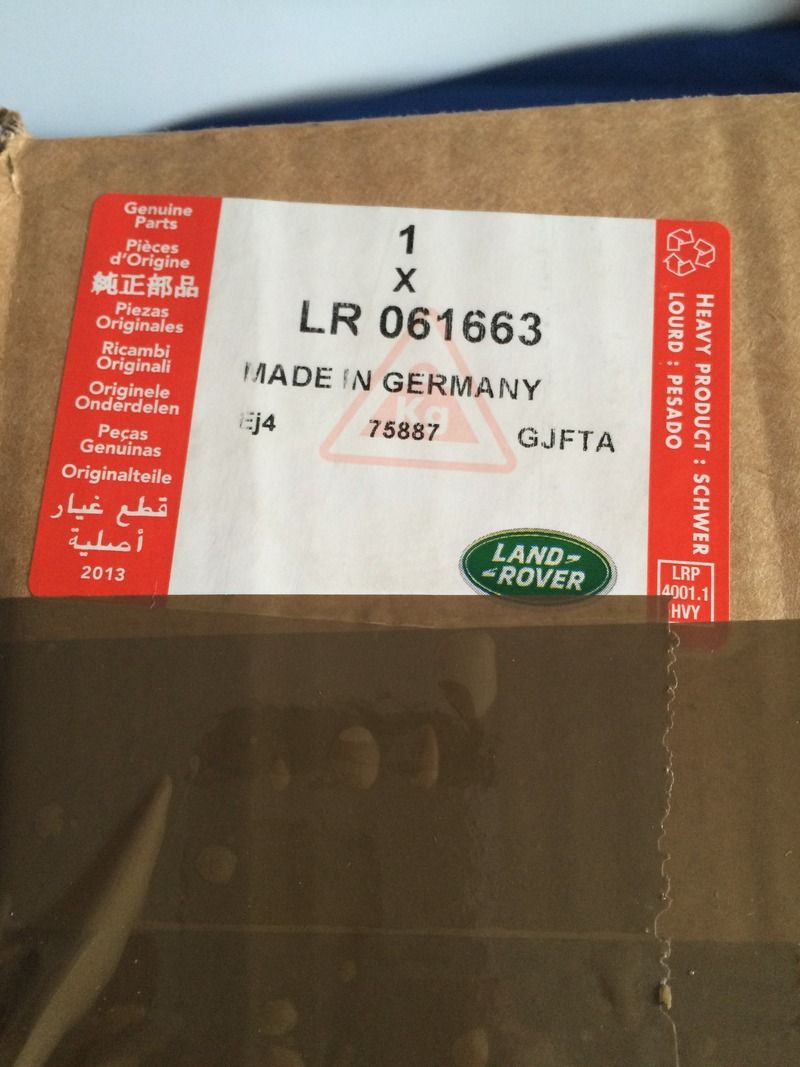 Genuine
Parts
Pièces
d'Origine
純正部品
Piezas
Originales
Ricambi
Originali
Originele
Onderdelen
Peças
Genuinas
Originalteile
قطع غيار
أصلية
2013
1
X
LR 061663
MADE IN GERMANY
Kg
Ej4 75887 GJFTA
LAND-
-ROVER
HEAVY PRODUCT : SCHWER
LOURD : PESADO
LRP
4001.1
HVY